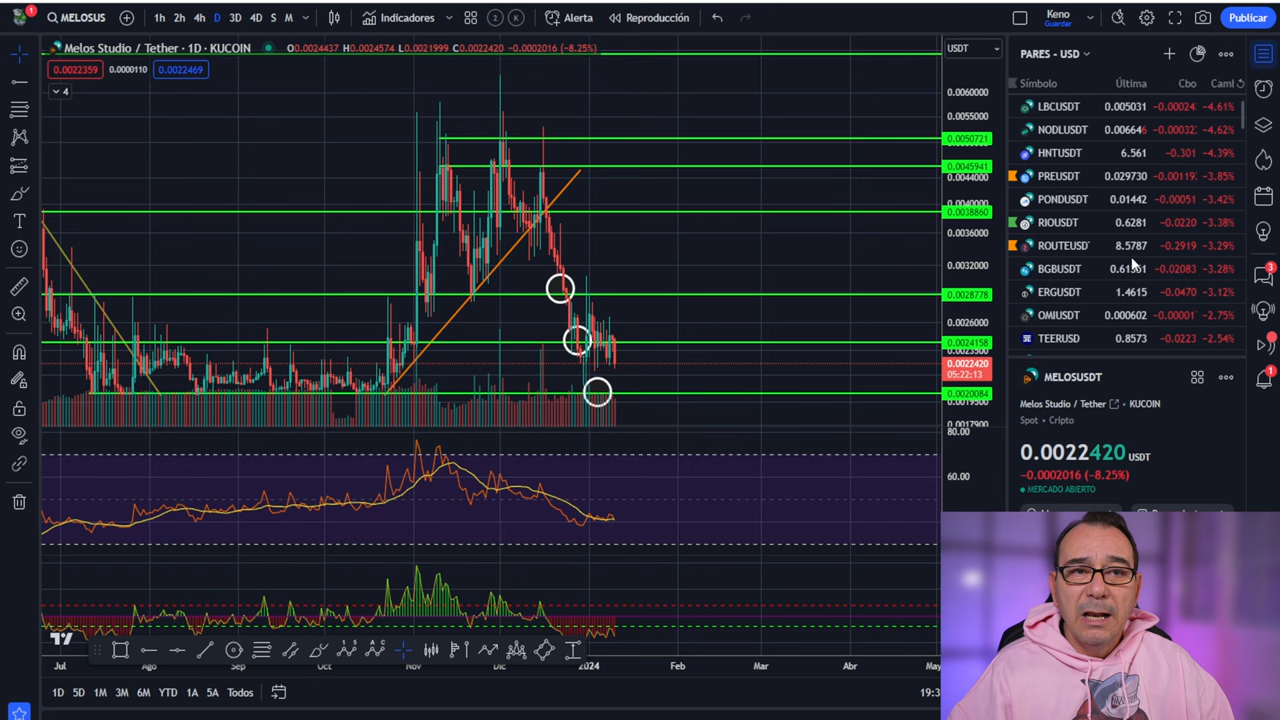 1
MELOSUS
1h 2h 4h D 3D 4D S M
Indicadores
2
K
Alerta
Reproducción
Keno
Guardar
Publicar
Melos Studio / Tether · 1D · KUCOIN
O0.0024437 H0.0024574 L0.0021999 C0.0022420 −0.0002016 (−8.25%)
USDT
0.0022359 0.0000110 0.0022469
4
0.0060000
0.0055000
0.0050721
0.0045941
0.0044000
0.0038860
0.0036000
0.0032000
0.0028778
0.0026000
0.0024158
0.0022420
05:22:13
0.0020084
0.0017900
80.00
60.00
Jul Ago Sep Oct Nov Dic 2024 Feb Mar Abr
1D 5D 1M 3M 6M YTD 1A 5A Todos
PARES - USD
Símbolo Última Cbo
LBCUSDT 0.005031 −0.00024 −4.61%
NODLUSDT 0.006646 −0.00032 −4.62%
HNTUSDT 6.561 −0.301 −4.39%
PREUSDT 0.029730 −0.00119 −3.85%
PONDUSDT 0.01442 −0.00051 −3.42%
RIOUSDT 0.6281 −0.0220 −3.38%
ROUTEUSD 8.5787 −0.2919 −3.29%
BGBUSDT −0.02083 −3.28%
ERGUSDT 1.4615 −0.0470 −3.12%
OMIUSDT 0.000602 −0.00001 −2.75%
TEERUSD 0.8573 −0.0223 −2.54%
MELOSUSDT
Melos Studio / Tether • KUCOIN
Spot • Cripto
0.0022420 USDT
−0.0002016 (−8.25%)
MERCADO ABIERTO
3
1